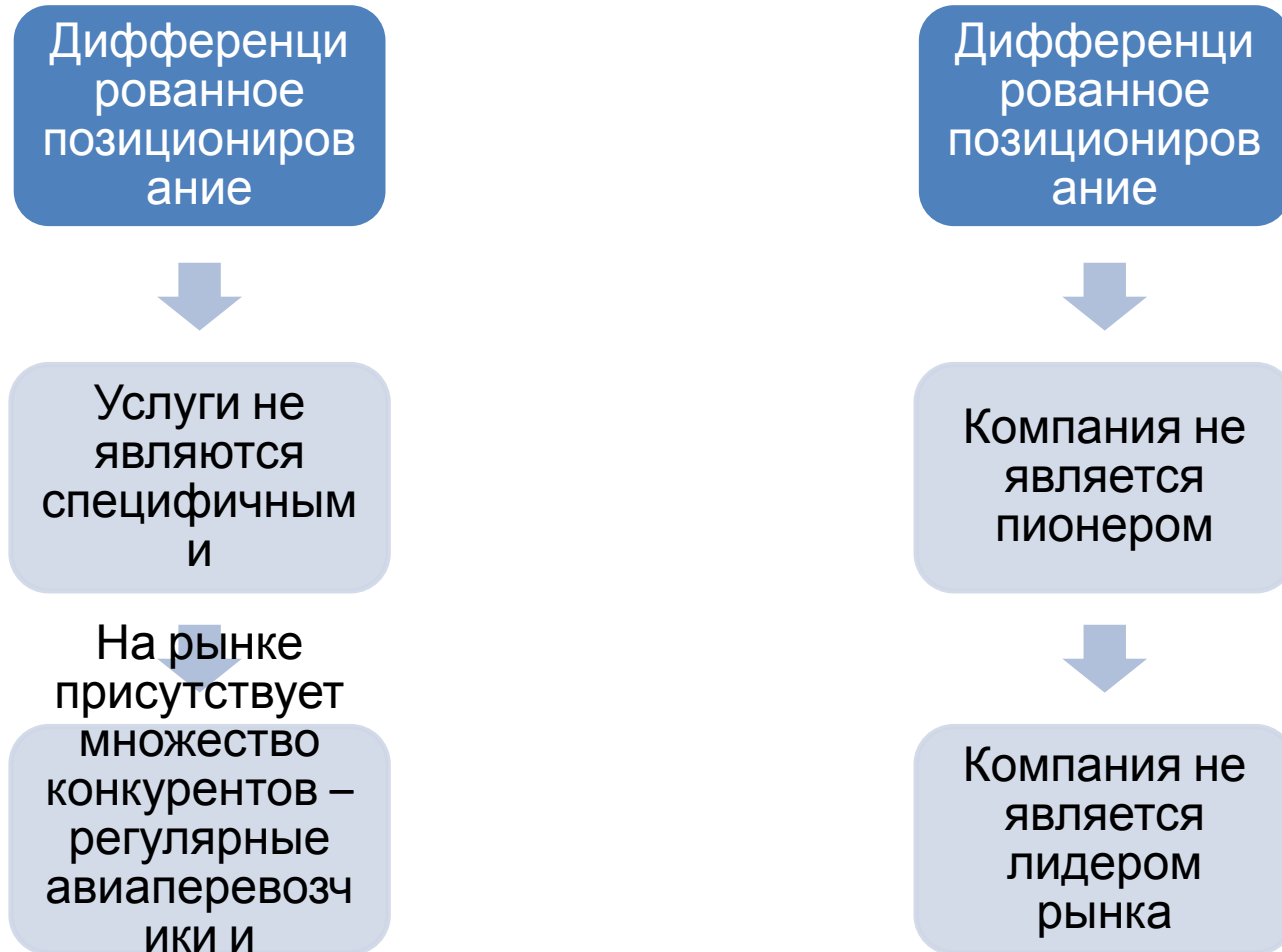 Дифференци
рованное
позициониров
ание
Услуги не
являются
специфичным
и
На рынке
присутствует
множество
конкурентов –
регулярные
авиаперевозч
ики и
Дифференци
рованное
позициониров
ание
Компания не
является
пионером
Компания не
является
лидером
рынка